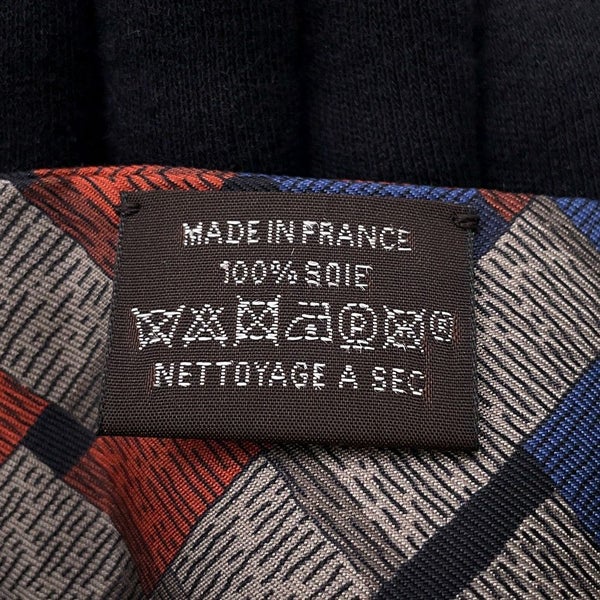 MADE IN FRANCE
100% SOIE
P R
NETTOYAGE A SEC